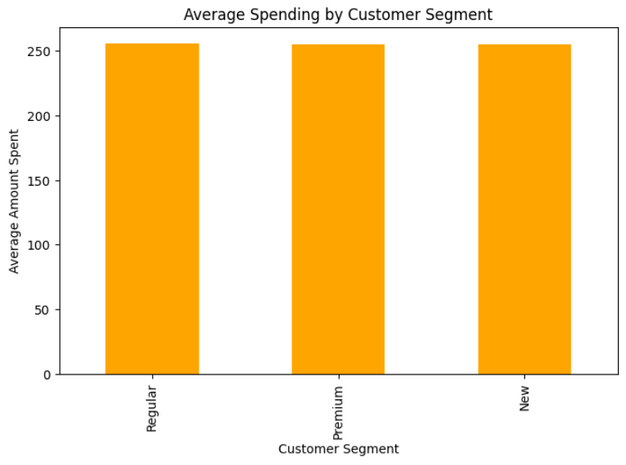 Average Spending by Customer Segment
Average Amount Spent
250
200
150
100
50
0
Regular
Premium
New
Customer Segment